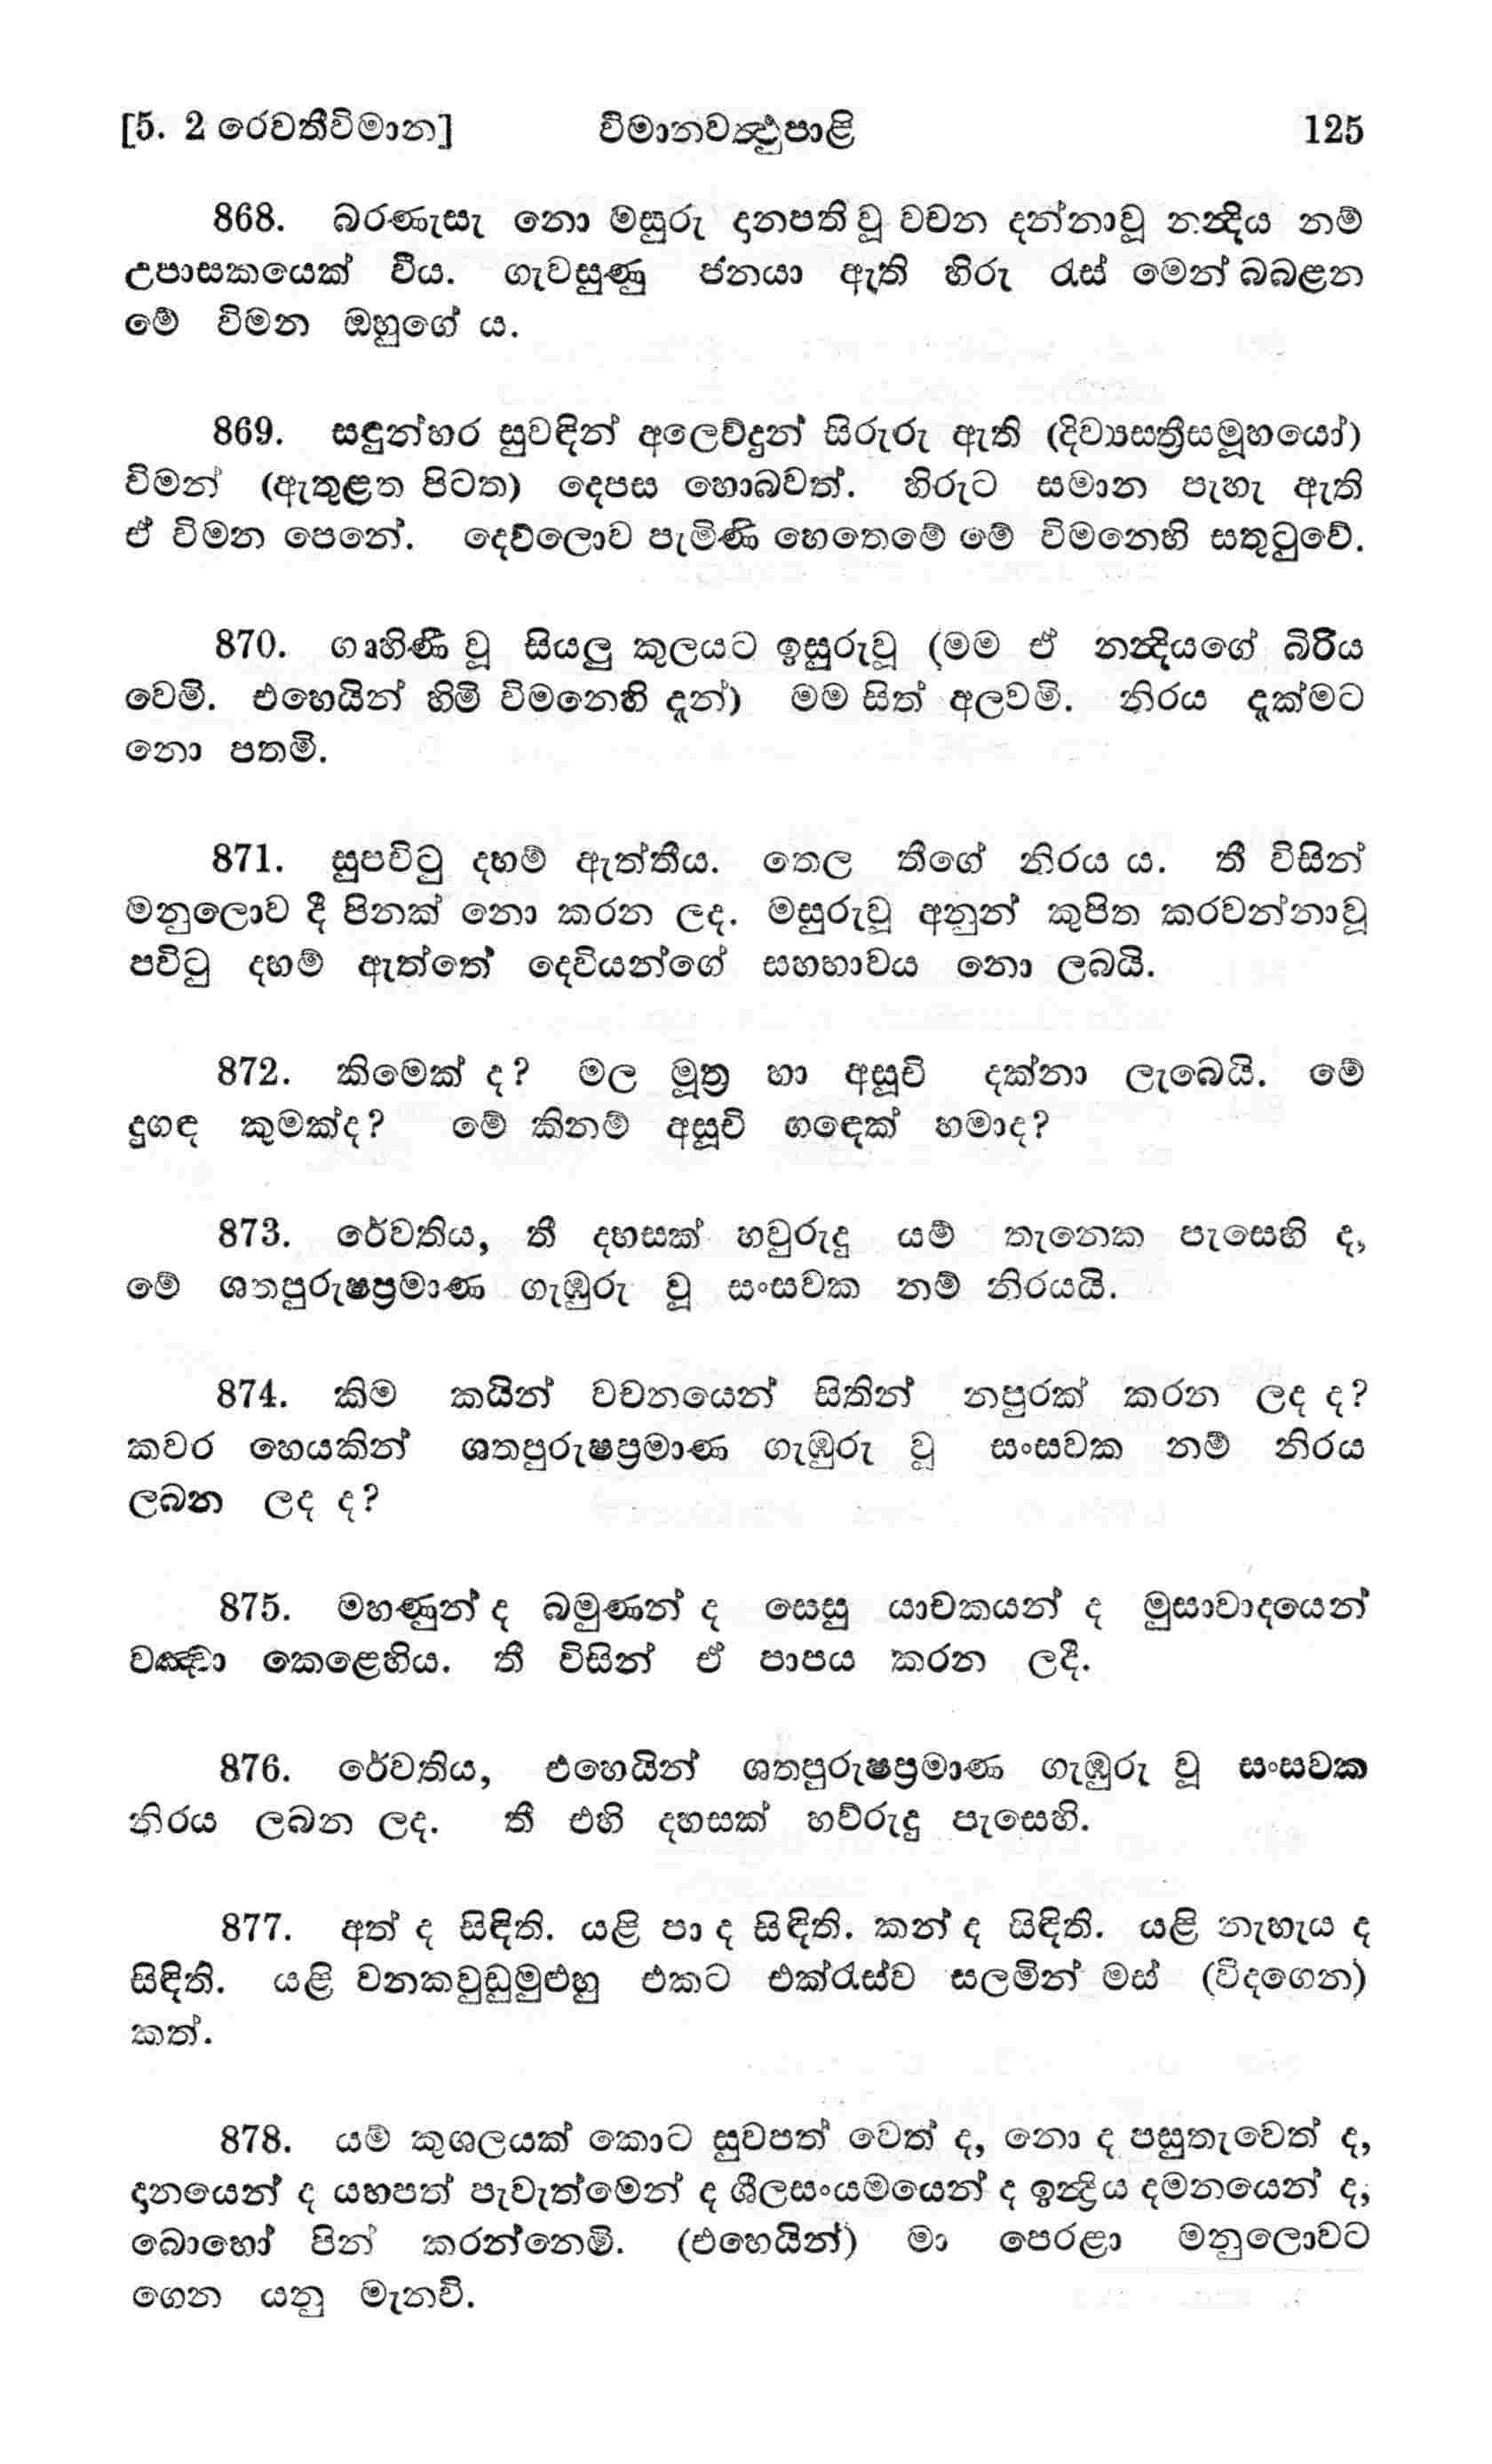 [5. 2 රෙවතීවිමාන] විමානවත්‍ථුපාළි 125
868. බරණැසැ නො මසුරු දානපති වූ වචන දන්නාවූ නන්‍දිය නම්
උපාසකයෙක් විය. ගැවසුණු ජනයා ඇති හිරු රැස් මෙන් බබළන
මේ විමන ඔහුගේ ය.
869. සඳුන්හර සුවඳින් අලෙව්දුන් සිරුරු ඇති (දිව්‍යසත්‍රීසමූහයෝ)
විමන් (ඇතුළත පිටත) දෙපස හොබවත්. හිරුට සමාන පැහැ ඇති
ඒ විමන පෙනේ. දෙව්ලොව පැමිණි හෙතෙමේ මේ විමනෙහි සතුටුවේ.
870. ගෘහිණී වූ සියලු කුලයට ඉසුරුවූ (මම ඒ නන්‍දියගේ බිරිය
වෙමි. එහෙයින් හිමි විමනෙහි දැන්) මම සිත් අලවමි. නිරය දැක්මට
නො පතමි.
871. සුපවිටු දහම් ඇත්තීය. තෙල තීගේ නිරය ය. තී විසින්
මනුලොව දී පිනක් නො කරන ලද. මසුරුවූ අනුන් කුපිත කරවන්නාවූ
පවිටු දහම් ඇත්තේ දෙවියන්ගේ සහභාවය නො ලබයි.
872. කිමෙක් ද? මල මූත්‍ර හා අසූචි දක්නා ලැබෙයි. මේ
දුගඳ කුමක්ද? මේ කිනම් අසූචි ගඳෙක් හමාද?
873. රේවතිය, තී දහසක් හවුරුදු යම් තැනෙක පැසෙහි ද,
මේ ශතපුරුෂප්‍රමාණ ගැඹුරු වූ සංසවක නම් නිරයයි.
874. කිම කයින් වචනයෙන් සිතින් නපුරක් කරන ලද ද?
කවර හෙයකින් ශතපුරුෂප්‍රමාණ ගැඹුරු වූ සංසවක නම් නිරය
ලබන ලද ද?
875. මහණුන් ද බමුණන් ද සෙසු යාචකයන් ද මුසාවාදයෙන්
වඤ්චා කෙළෙහිය. තී විසින් ඒ පාපය කරන ලදී.
876. රේවතිය, එහෙයින් ශතපුරුෂප්‍රමාණ ගැඹුරු වූ සංසවක
නිරය ලබන ලද. තී එහි දහසක් හව්රුදු පැසෙහි.
877. අත් ද සිඳිති. යළි පා ද සිඳිති. කන් ද සිඳිති. යළි නැහැය ද
සිඳිති. යළි වනකවුඩුමුළුහු එකට එක්රැස්ව සලමින් මස් (විදගෙන)
කත්.
878. යම් කුශලයක් කොට සුවපත් වෙත් ද, නො ද පසුතැවෙත් ද,
දානයෙන් ද යහපත් පැවැත්මෙන් ද ශීලසංයමයෙන් ද ඉන්‍ද්‍රිය දමනයෙන් ද,
බොහෝ පින් කරන්නෙමි. (එහෙයින්) මා පෙරළා මනුලොවට
ගෙන යනු මැනවි.